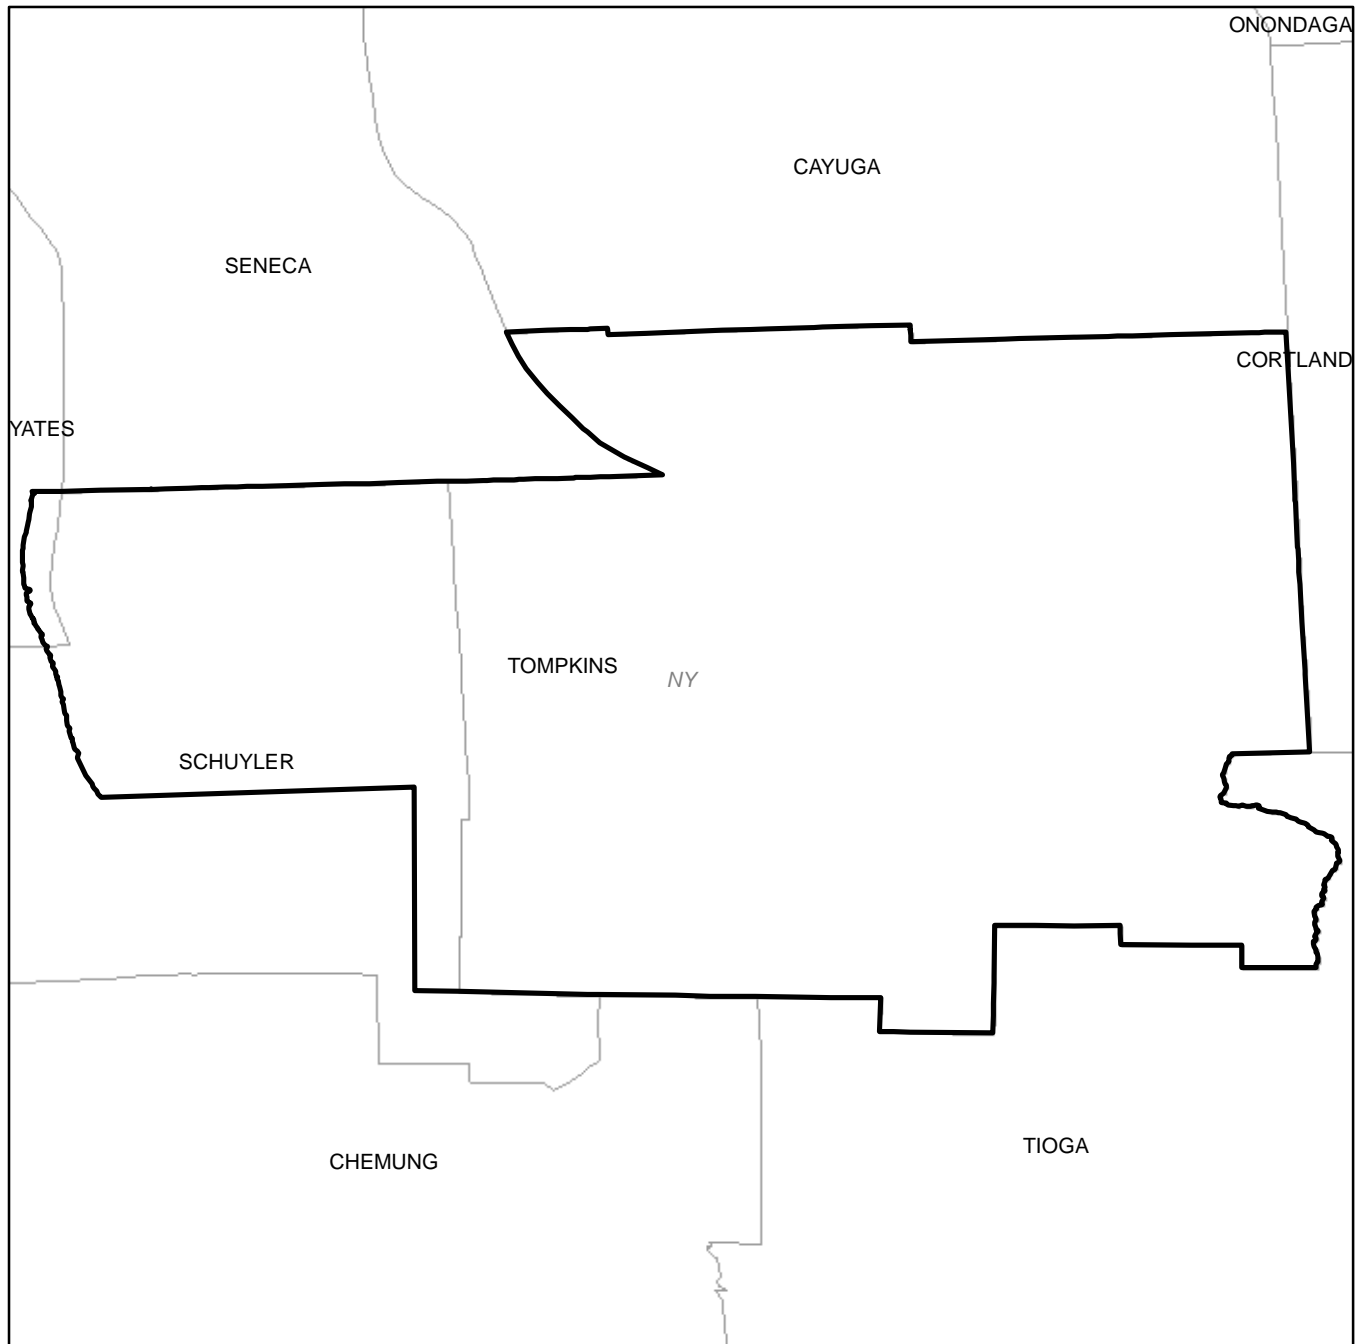 ONONDAGA
CAYUGA
SENECA
CORTLAND
YATES
TOMPKINS
NY
SCHUYLER
TIOGA
CHEMUNG